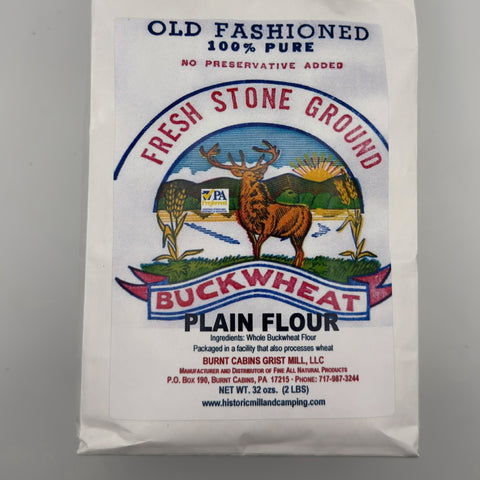 OLD FASHIONED
100% PURE
NO PRESERVATIVE ADDED
FRESH STONE GROUND
PA
Preferred
BUCKWHEAT
PLAIN FLOUR
Ingredients: Whole Buckwheat Flour
Packaged in a facility that also processes wheat
BURNT CABINS GRIST MILL, LLC
MANUFACTURER AND DISTRIBUTOR OF FINE ALL NATURAL PRODUCTS
P.O. BOX 190, BURNT CABINS, PA 17215 • PHONE: 717-987-3244
NET WT. 32 ozs. (2 LBS)
www.historicmillandcamping.com